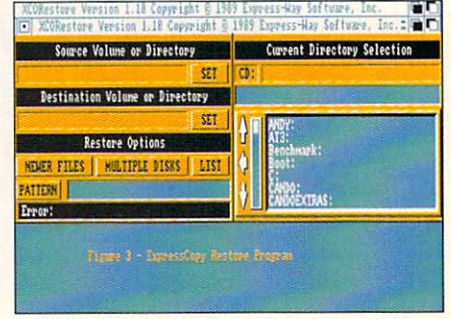 XCORestore Version 1.18 Copyright © 1989 Express-Way Software, Inc.
XCORestore Version 1.18 Copyright © 1989 Express-Way Software, Inc.
Source Volume or Directory
SET
Destination Volume or Directory
SET
Restore Options
NEWER FILES MULTIPLE DISKS LIST
PATTERN
Error:
Current Directory Selection
CD:
ANDY:
AT3:
Benchmark:
Boot:
C:
CANDO:
CANDOEXTRAS:
Figure 3 - ExpressCopy Restore Program